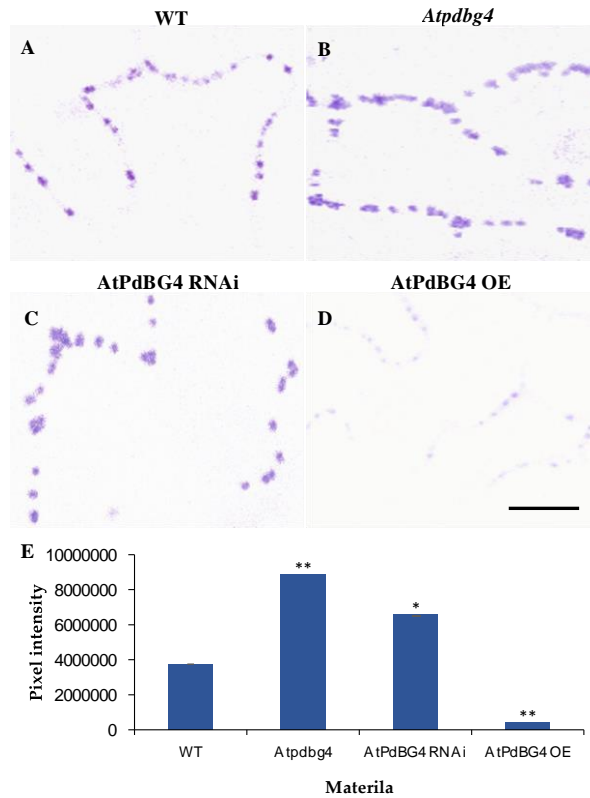 WT
Atpdbg4
A
B
AtPdBG4 RNAi
AtPdBG4 OE
C
D
E
10000000
8000000
6000000
4000000
2000000
0
Pixel intensity
**
*
**
WT
Atpdbg4
AtPdBG4 RNAi
AtPdBG4 OE
Materila